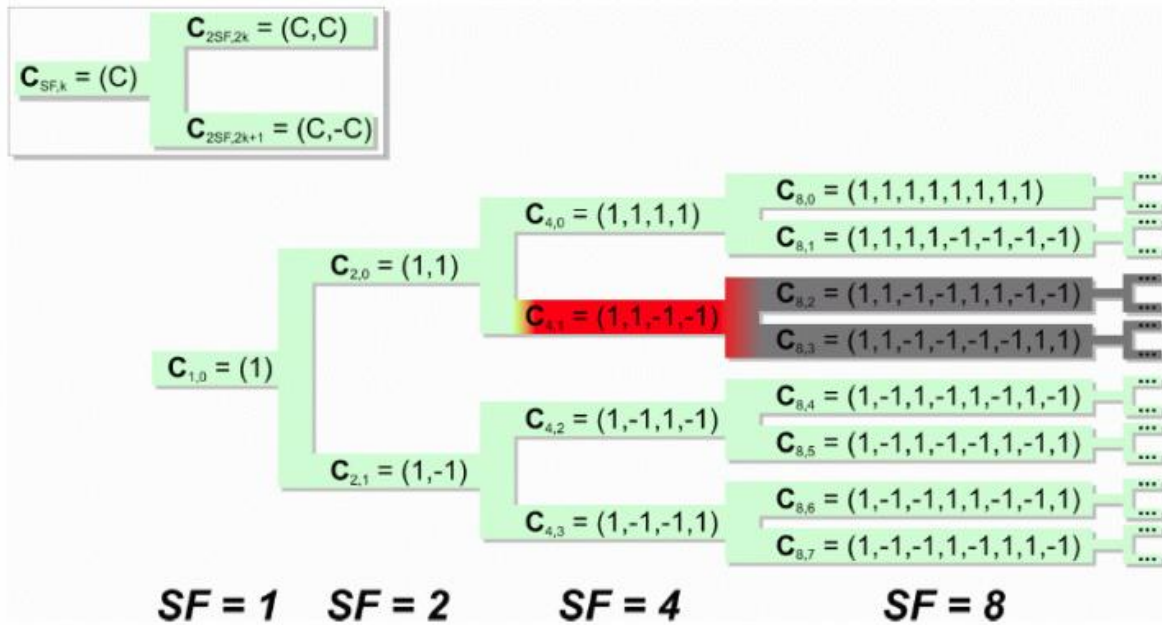 C2SF,2k = (C,C)
CSF,k = (C)
C2SF,2k+1 = (C,-C)
C8,0 = (1,1,1,1,1,1,1,1)
...
...
C4,0 = (1,1,1,1)
C8,1 = (1,1,1,1,-1,-1,-1,-1)
...
...
C2,0 = (1,1)
C8,2 = (1,1,-1,-1,1,1,-1,-1)
...
...
C4,1 = (1,1,-1,-1)
C8,3 = (1,1,-1,-1,-1,-1,1,1)
...
...
C1,0 = (1)
C8,4 = (1,-1,1,-1,1,-1,1,-1)
...
...
C4,2 = (1,-1,1,-1)
C8,5 = (1,-1,1,-1,-1,1,-1,1)
...
...
C2,1 = (1,-1)
C8,6 = (1,-1,-1,1,1,-1,-1,1)
...
...
C4,3 = (1,-1,-1,1)
C8,7 = (1,-1,-1,1,-1,1,1,-1)
...
...
SF = 1 SF = 2 SF = 4 SF = 8